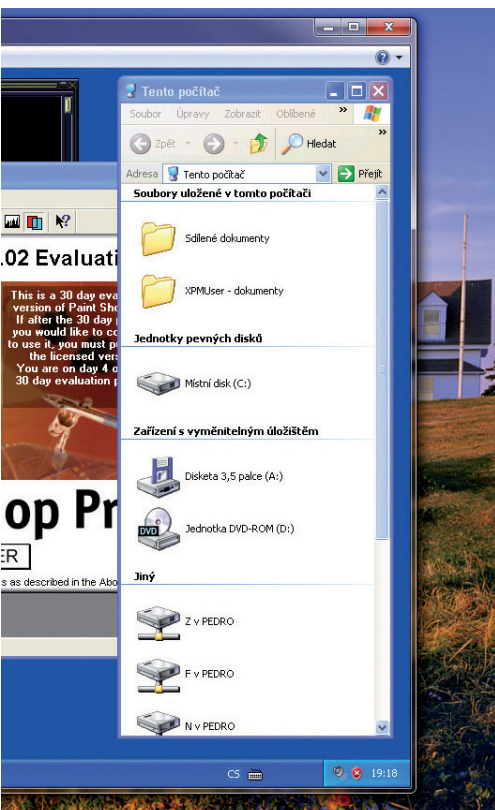 Tento počítač
Soubor Úpravy Zobrazit Oblíbené »
Zpět Hledat »
Adresa Tento počítač Přejít
Soubory uložené v tomto počítači
Sdílené dokumenty
XPMUser - dokumenty
Jednotky pevných disků
Místní disk (C:)
Zařízení s vyměnitelným úložištěm
Disketa 3,5 palce (A:)
DVD
Jednotka DVD-ROM (D:)
Jiný
Z v PEDRO
F v PEDRO
N v PEDRO
.02 Evaluati
This is a 30 day eva
version of Paint Sho
If after the 30 day
you would like to co
to use it, you must p
the licensed vers
You are on day 4 o
30 day evaluation p
op Pr
ER
s as described in the Abo
CS 19:18